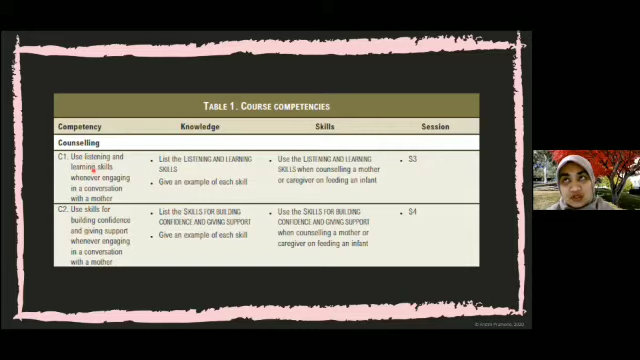 TABLE 1. COURSE COMPETENCIES
Competency Knowledge Skills Session
Counselling
C1. Use listening and
learning skills
whenever engaging
in a conversation
with a mother
• List the LISTENING AND LEARNING
SKILLS
• Give an example of each skill
• Use the LISTENING AND LEARNING
SKILLS when counselling a mother
or caregiver on feeding an infant
• S3
C2. Use skills for
building confidence
and giving support
whenever engaging
in a conversation
with a mother
• List the SKILLS FOR BUILDING
CONFIDENCE AND GIVING SUPPORT
• Give an example of each skill
• Use the SKILLS FOR BUILDING
CONFIDENCE AND GIVING SUPPORT
when counselling a mother or
caregiver on feeding an infant
• S4